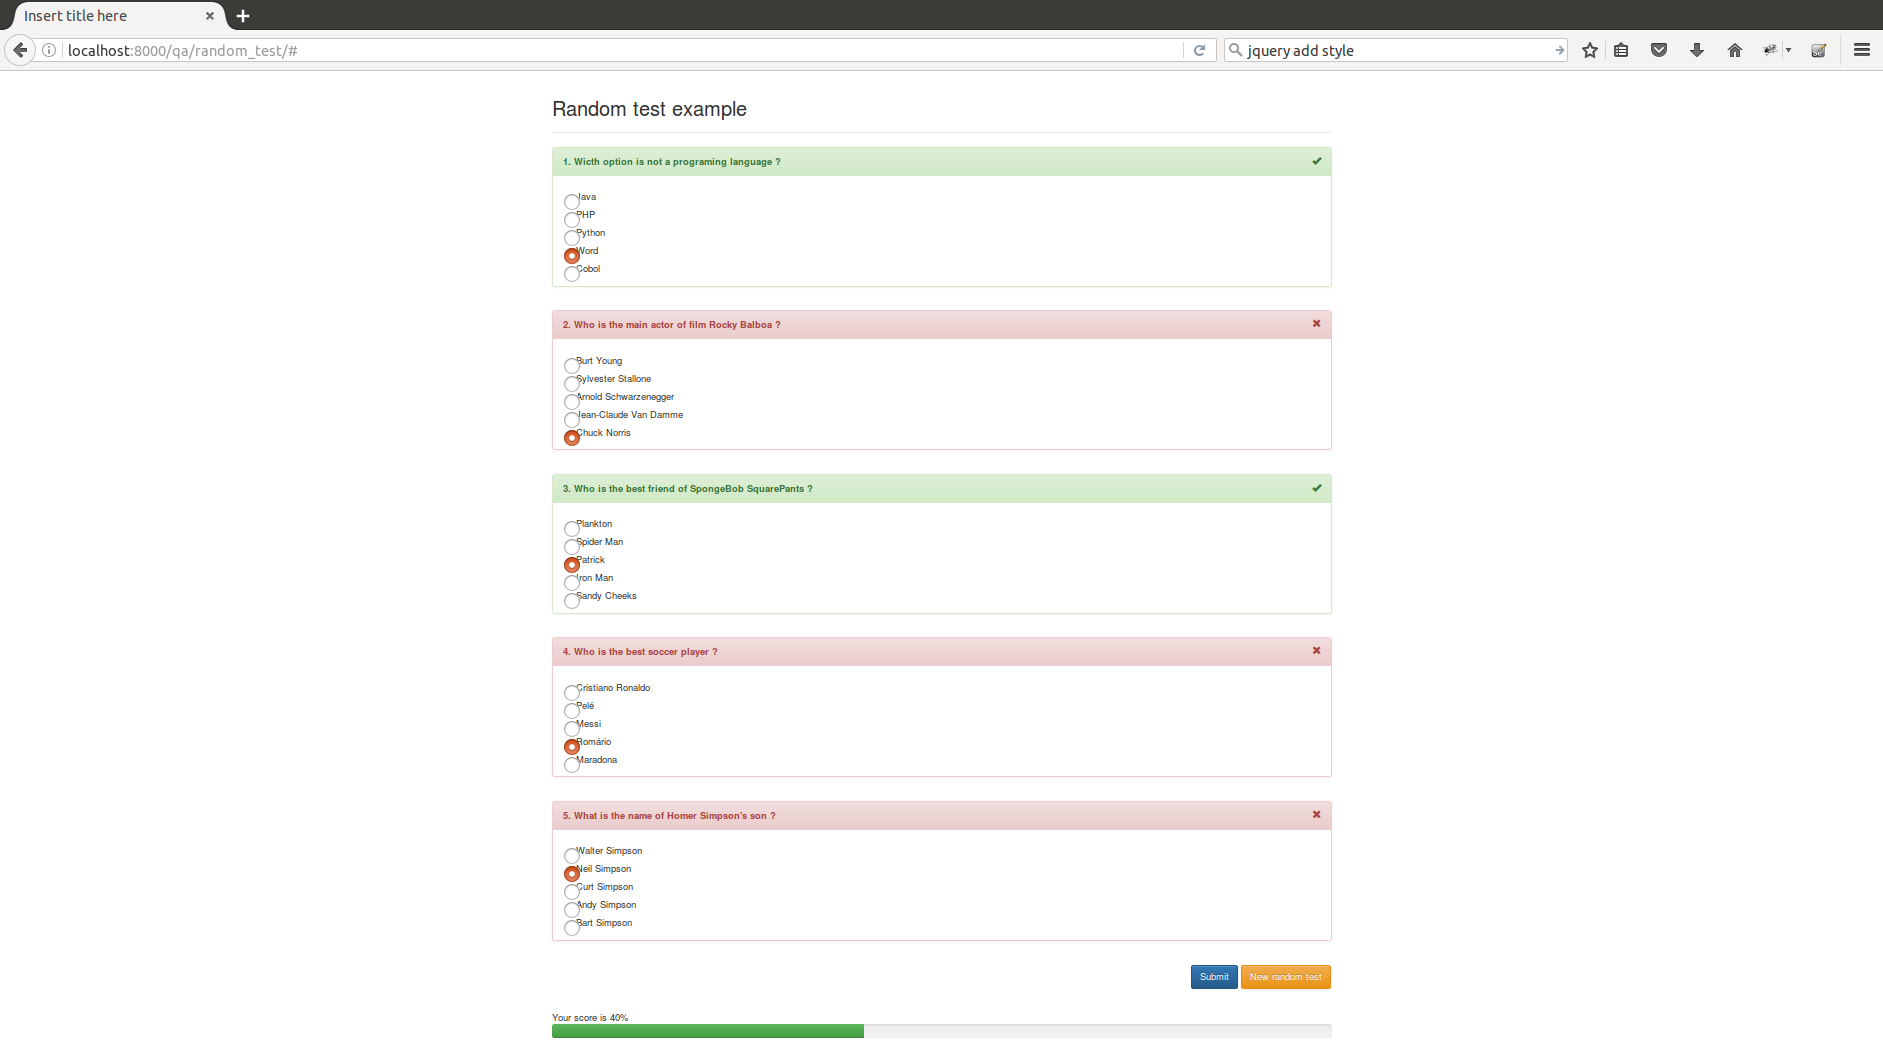 Insert title here
localhost:8000/qa/random_test/#
jquery add style
Random test example
1. Wicth option is not a programing language ?
Java
PHP
Python
Word
Cobol
2. Who is the main actor of film Rocky Balboa ?
Burt Young
Sylvester Stallone
Arnold Schwarzenegger
Jean-Claude Van Damme
Chuck Norris
3. Who is the best friend of SpongeBob SquarePants ?
Plankton
Spider Man
Patrick
Iron Man
Sandy Cheeks
4. Who is the best soccer player ?
Cristiano Ronaldo
Pelé
Messi
Romário
Maradona
5. What is the name of Homer Simpson's son ?
Walter Simpson
Neil Simpson
Curt Simpson
Andy Simpson
Bart Simpson
Submit New random test
Your score is 40%